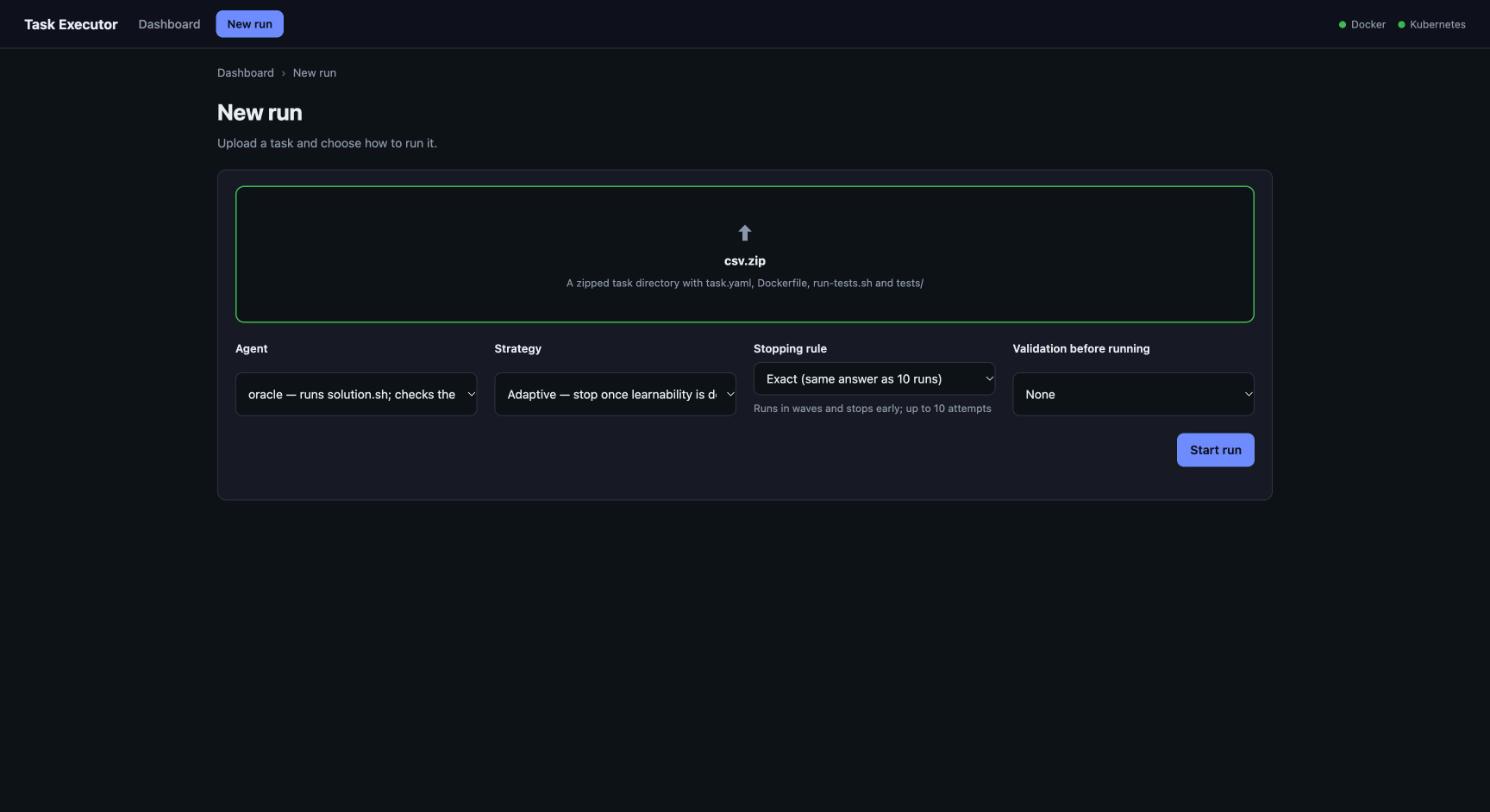 Task Executor Dashboard New run Docker Kubernetes
Dashboard › New run
New run
Upload a task and choose how to run it.
csv.zip
A zipped task directory with task.yaml, Dockerfile, run-tests.sh and tests/
Agent Strategy Stopping rule Validation before running
oracle — runs solution.sh; checks the
Adaptive — stop once learnability is d
Exact (same answer as 10 runs)
None
Runs in waves and stops early; up to 10 attempts
Start run